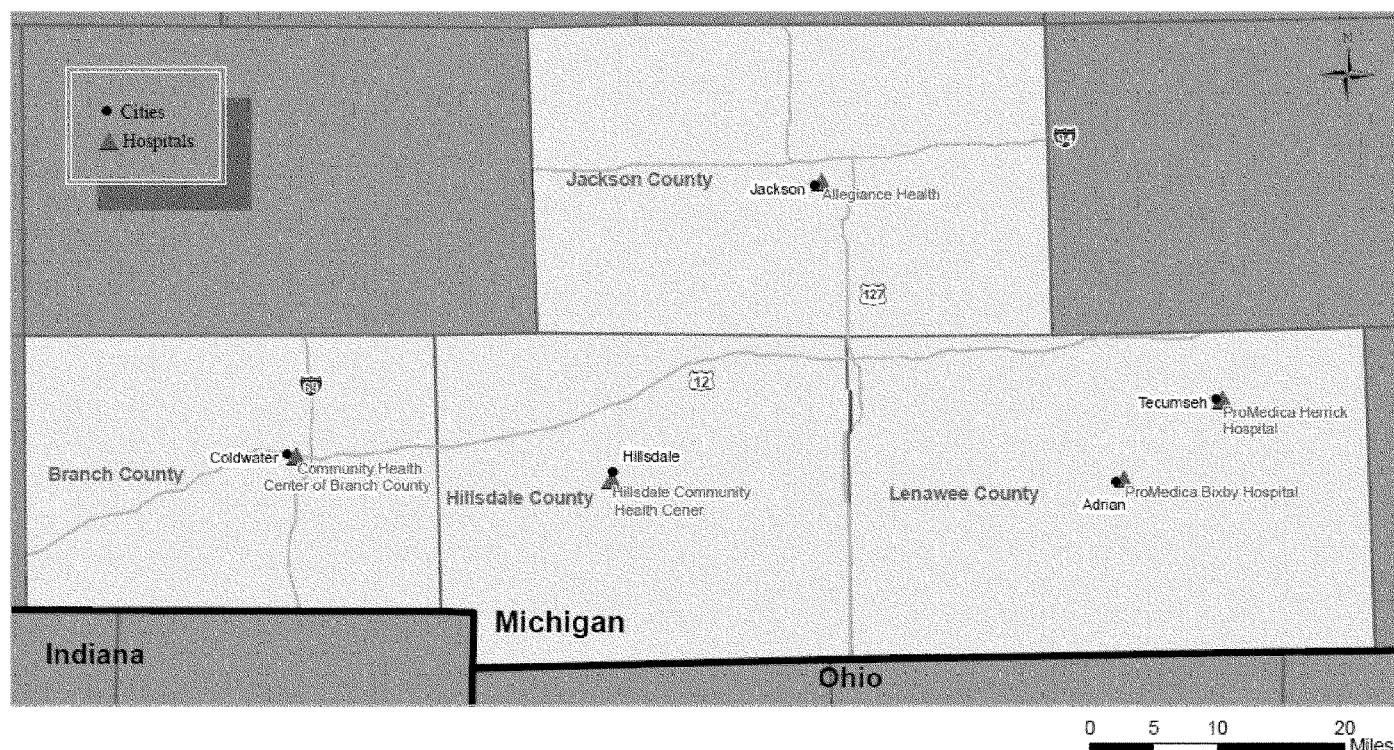 N
Cities
Hospitals
94
Jackson County
Jackson
Allegiance Health
127
12
69
Tecumseh
ProMedica Herrick
Hospital
Coldwater
Community Health
Center of Branch County
Branch County
Hillsdale
Hillsdale County
Hillsdale Community
Health Cener
Lenawee County
ProMedica Bixby Hospital
Adrian
Michigan
Indiana
Ohio
0 5 10 20
Miles